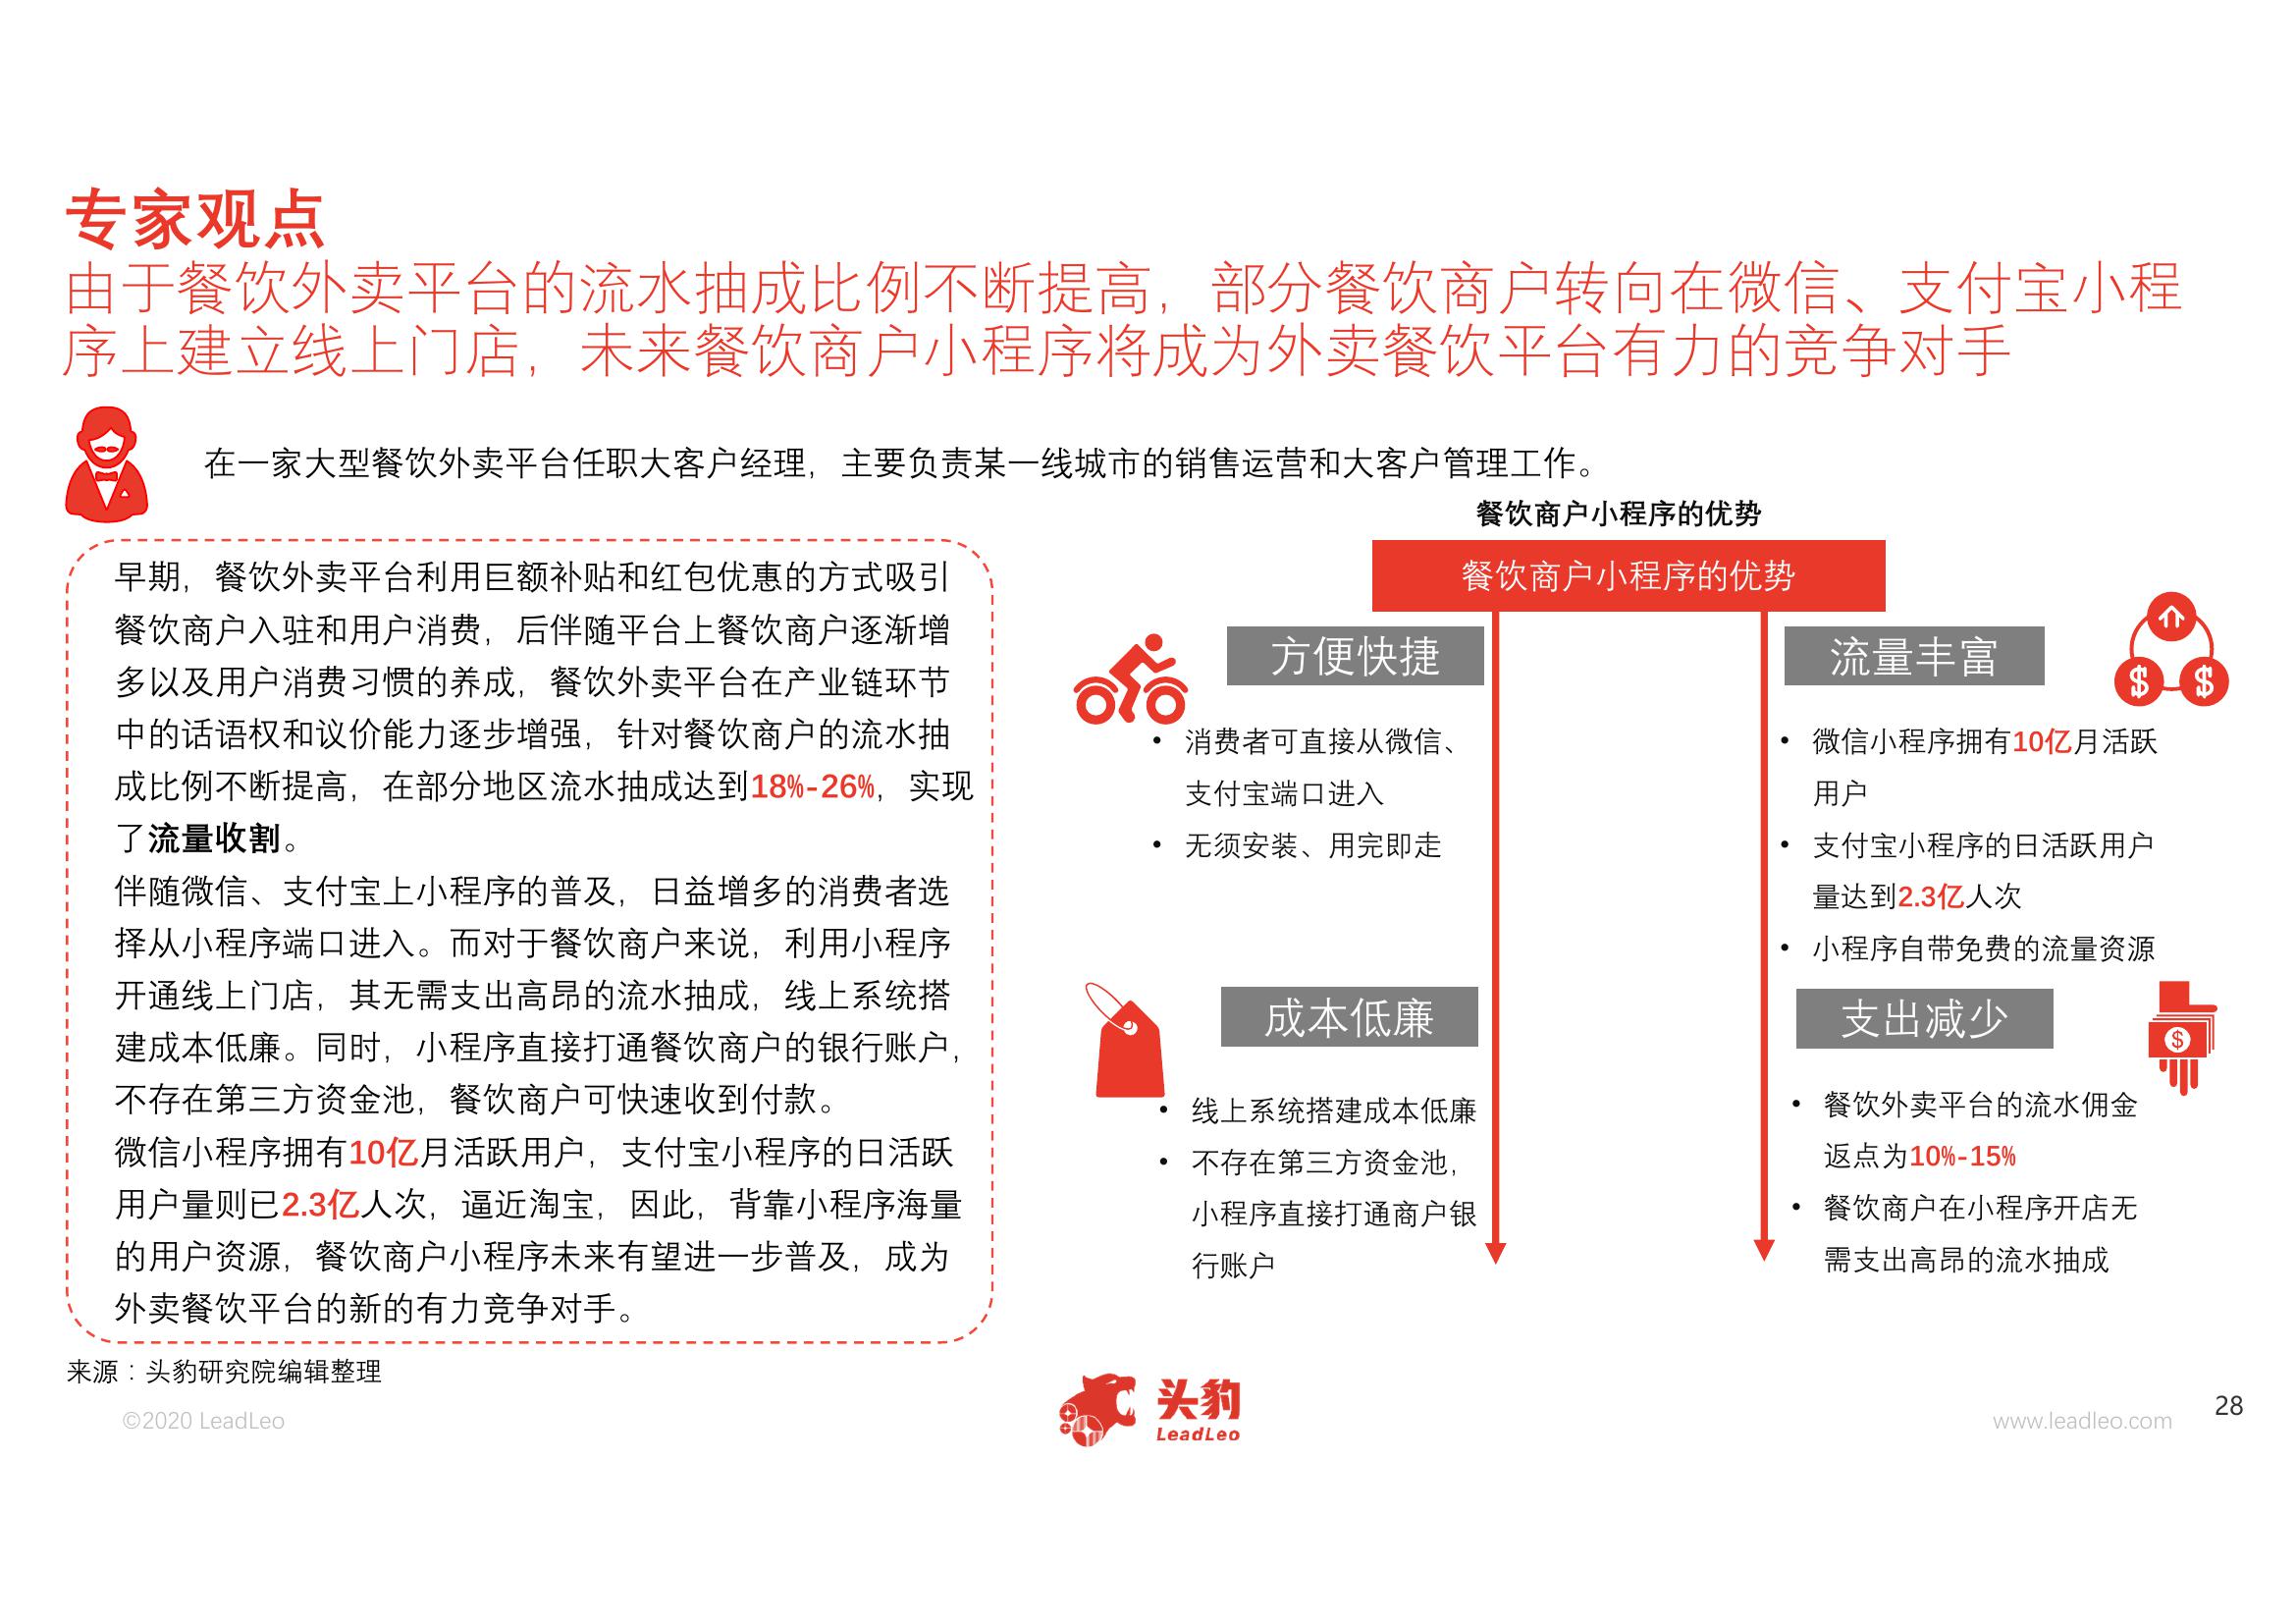 专家观点
由于餐饮外卖平台的流水抽成比例不断提高，部分餐饮商户转向在微信、支付宝小程
序上建立线上门店，未来餐饮商户小程序将成为外卖餐饮平台有力的竞争对手
在一家大型餐饮外卖平台任职大客户经理，主要负责某一线城市的销售运营和大客户管理工作。
早期，餐饮外卖平台利用巨额补贴和红包优惠的方式吸引
餐饮商户入驻和用户消费，后伴随平台上餐饮商户逐渐增
多以及用户消费习惯的养成，餐饮外卖平台在产业链环节
中的话语权和议价能力逐步增强，针对餐饮商户的流水抽
成比例不断提高，在部分地区流水抽成达到18%-26%，实现
了流量收割。
伴随微信、支付宝上小程序的普及，日益增多的消费者选
择从小程序端口进入。而对于餐饮商户来说，利用小程序
开通线上门店，其无需支出高昂的流水抽成，线上系统搭
建成本低廉。同时，小程序直接打通餐饮商户的银行账户，
不存在第三方资金池，餐饮商户可快速收到付款。
微信小程序拥有10亿月活跃用户，支付宝小程序的日活跃
用户量则已2.3亿人次，逼近淘宝，因此，背靠小程序海量
的用户资源，餐饮商户小程序未来有望进一步普及，成为
外卖餐饮平台的新的有力竞争对手。
餐饮商户小程序的优势
餐饮商户小程序的优势
方便快捷
• 消费者可直接从微信、
支付宝端口进入
• 无须安装、用完即走
流量丰富
• 微信小程序拥有10亿月活跃
用户
• 支付宝小程序的日活跃用户
量达到2.3亿人次
• 小程序自带免费的流量资源
成本低廉
• 线上系统搭建成本低廉
• 不存在第三方资金池，
小程序直接打通商户银
行账户
支出减少
• 餐饮外卖平台的流水佣金
返点为10%-15%
• 餐饮商户在小程序开店无
需支出高昂的流水抽成
来源：头豹研究院编辑整理
©2020 LeadLeo
头豹
LeadLeo
www.leadleo.com
28